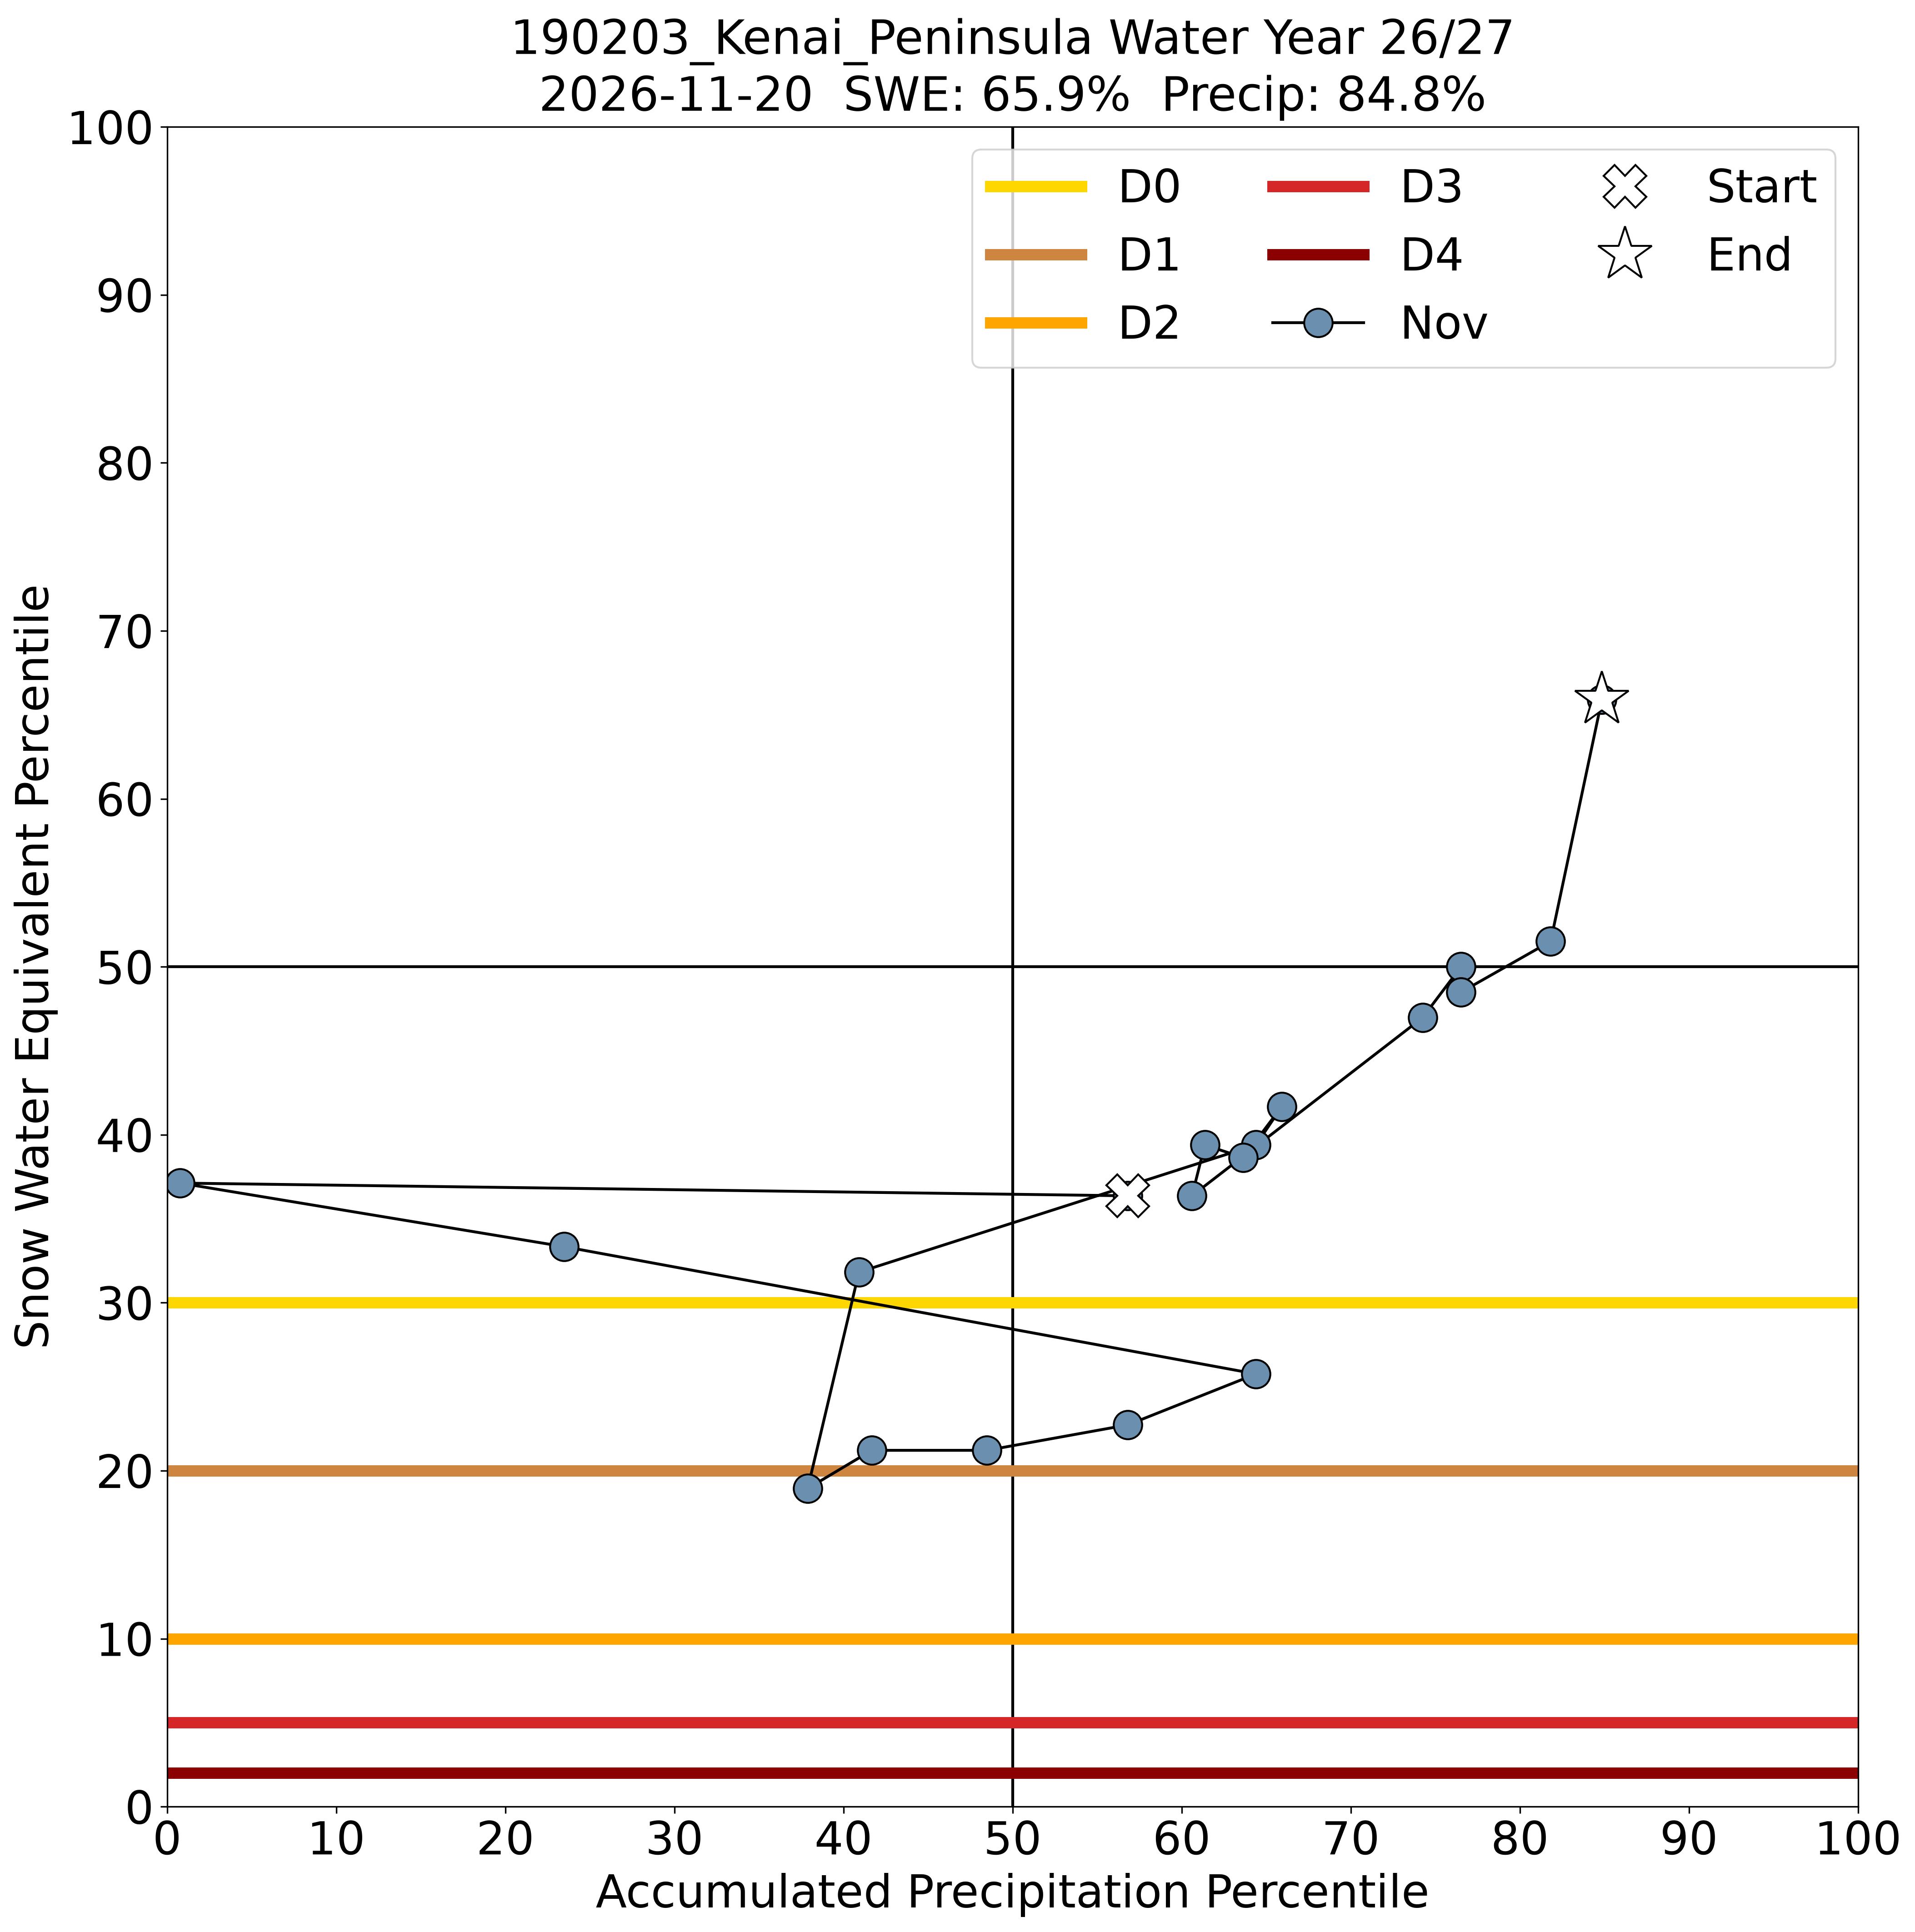 190203_Kenai_Peninsula Water Year 26/27
2026-11-20 SWE: 65.9% Precip: 84.8%
D0
D1
D2
D3
D4
Nov
Start
End
Snow Water Equivalent Percentile
100
90
80
70
60
50
40
30
20
10
0
0 10 20 30 40 50 60 70 80 90 100
Accumulated Precipitation Percentile